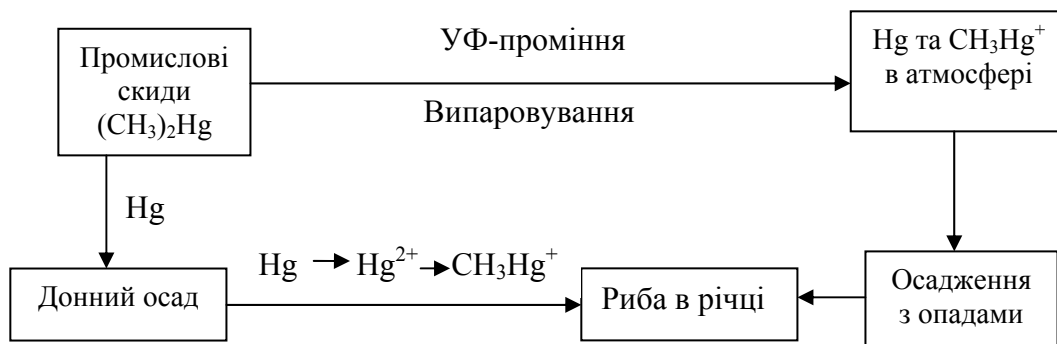 Промислові
скиди
(CH₃)₂Hg
УФ-проміння
Випаровування
Hg та CH₃Hg⁺
в атмосфері
Hg
Hg → Hg²⁺ → CH₃Hg⁺
Донний осад
Риба в річці
Осадження
з опадами